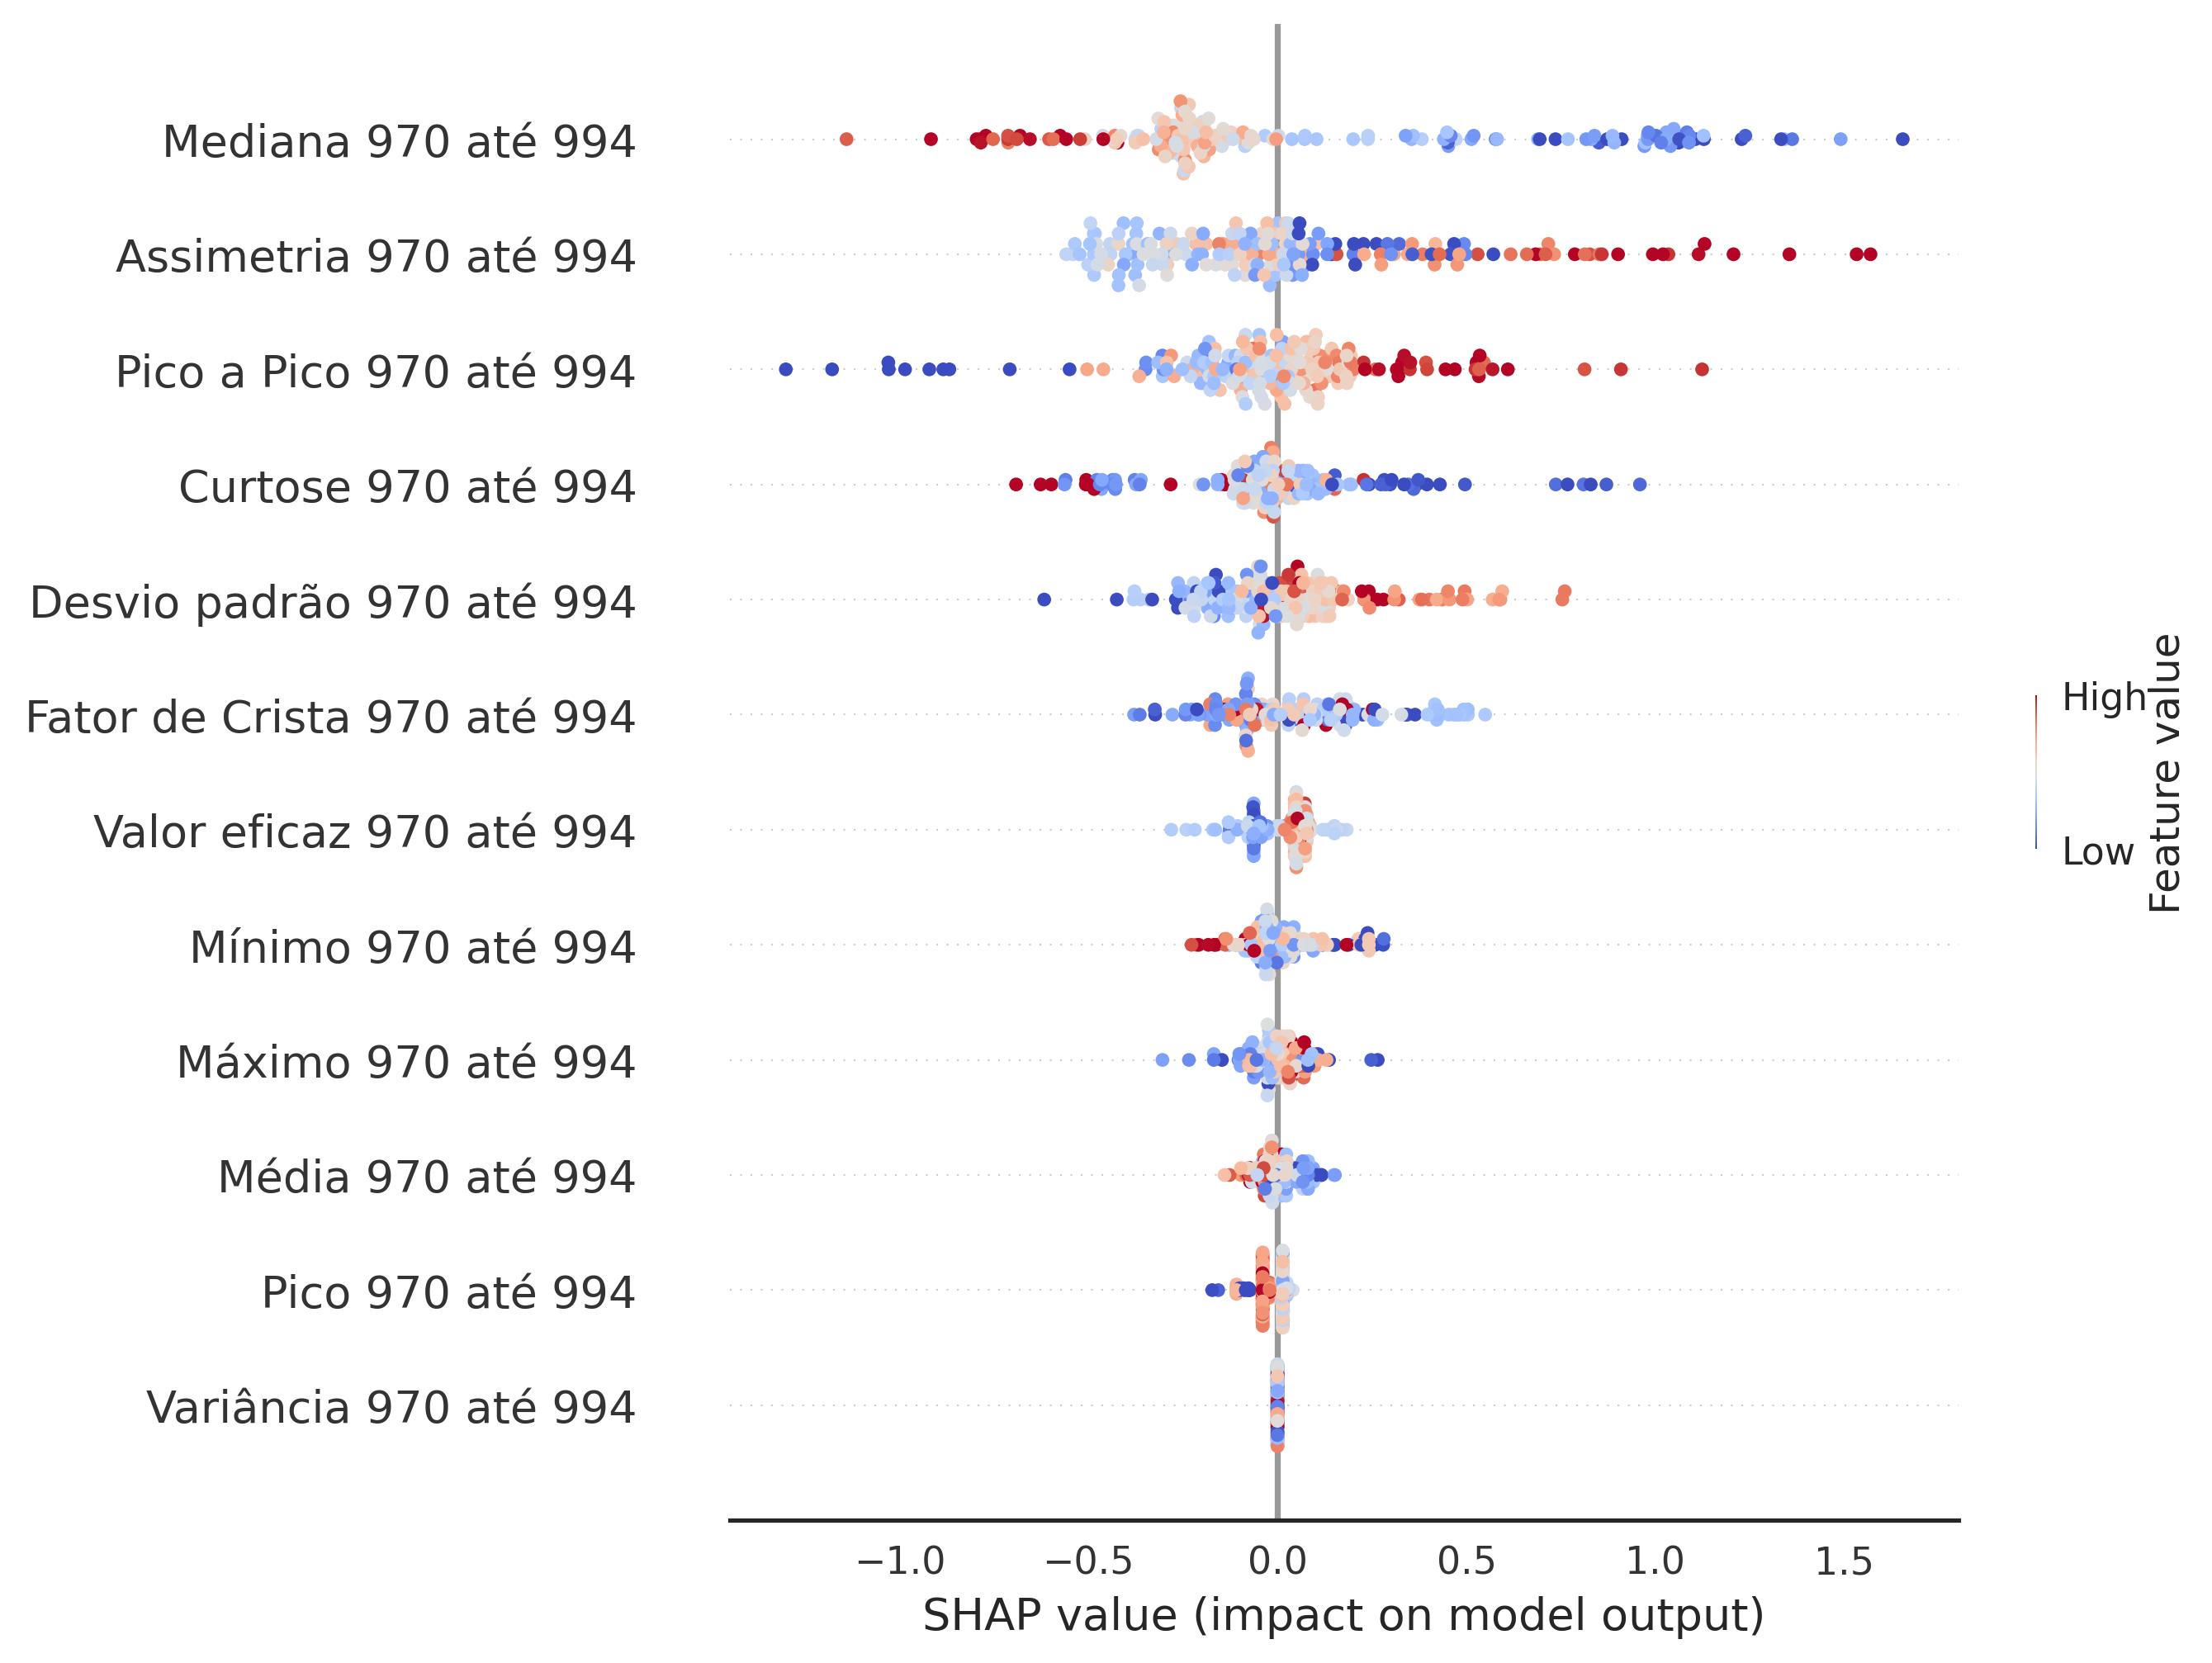 Mediana 970 até 994
Assimetria 970 até 994
Pico a Pico 970 até 994
Curtose 970 até 994
Desvio padrão 970 até 994
Fator de Crista 970 até 994
Valor eficaz 970 até 994
Mínimo 970 até 994
Máximo 970 até 994
Média 970 até 994
Pico 970 até 994
Variância 970 até 994
−1.0 −0.5 0.0 0.5 1.0 1.5
SHAP value (impact on model output)
High
Low
Feature value